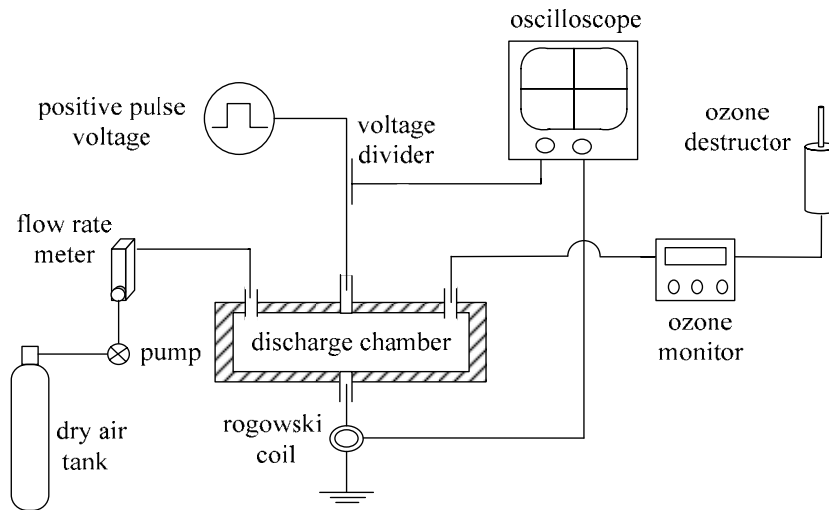 oscilloscope
positive pulse
voltage
voltage
divider
ozone
destructor
flow rate
meter
discharge chamber
pump
ozone
monitor
rogowski
coil
dry air
tank